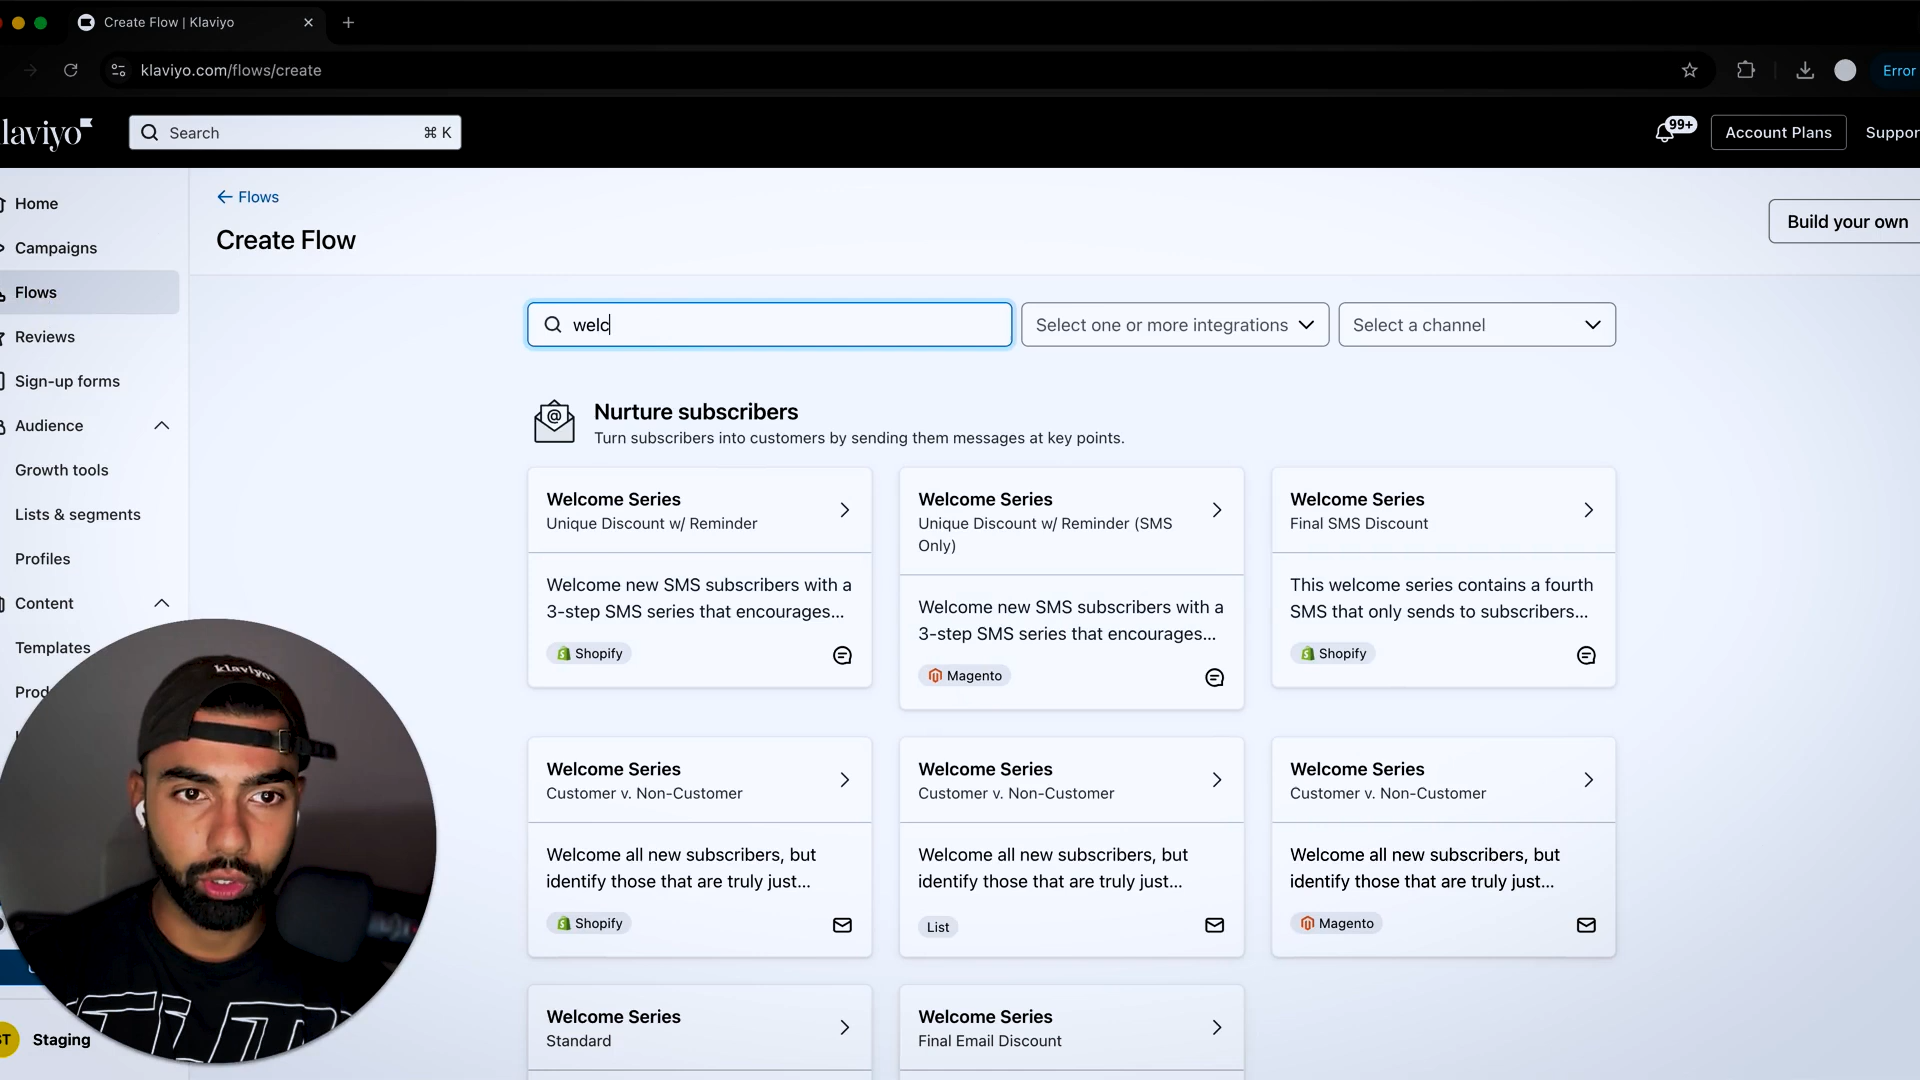 Create Flow | Klaviyo
klaviyo.com/flows/create
Error
laviyo
Search
⌘ K
99+
Account Plans
Suppor
Home
Campaigns
Flows
Reviews
Sign-up forms
Audience
Growth tools
Lists & segments
Profiles
Content
Templates
Prod
Staging
ST
← Flows
Create Flow
Build your own
welc
Select one or more integrations
Select a channel
Nurture subscribers
Turn subscribers into customers by sending them messages at key points.
Welcome Series
Unique Discount w/ Reminder
Welcome new SMS subscribers with a
3-step SMS series that encourages...
Shopify
Welcome Series
Unique Discount w/ Reminder (SMS
Only)
Welcome new SMS subscribers with a
3-step SMS series that encourages...
Magento
Welcome Series
Final SMS Discount
This welcome series contains a fourth
SMS that only sends to subscribers...
Shopify
Welcome Series
Customer v. Non-Customer
Welcome all new subscribers, but
identify those that are truly just...
Shopify
Welcome Series
Customer v. Non-Customer
Welcome all new subscribers, but
identify those that are truly just...
List
Welcome Series
Customer v. Non-Customer
Welcome all new subscribers, but
identify those that are truly just...
Magento
Welcome Series
Standard
Welcome Series
Final Email Discount
klaviyo